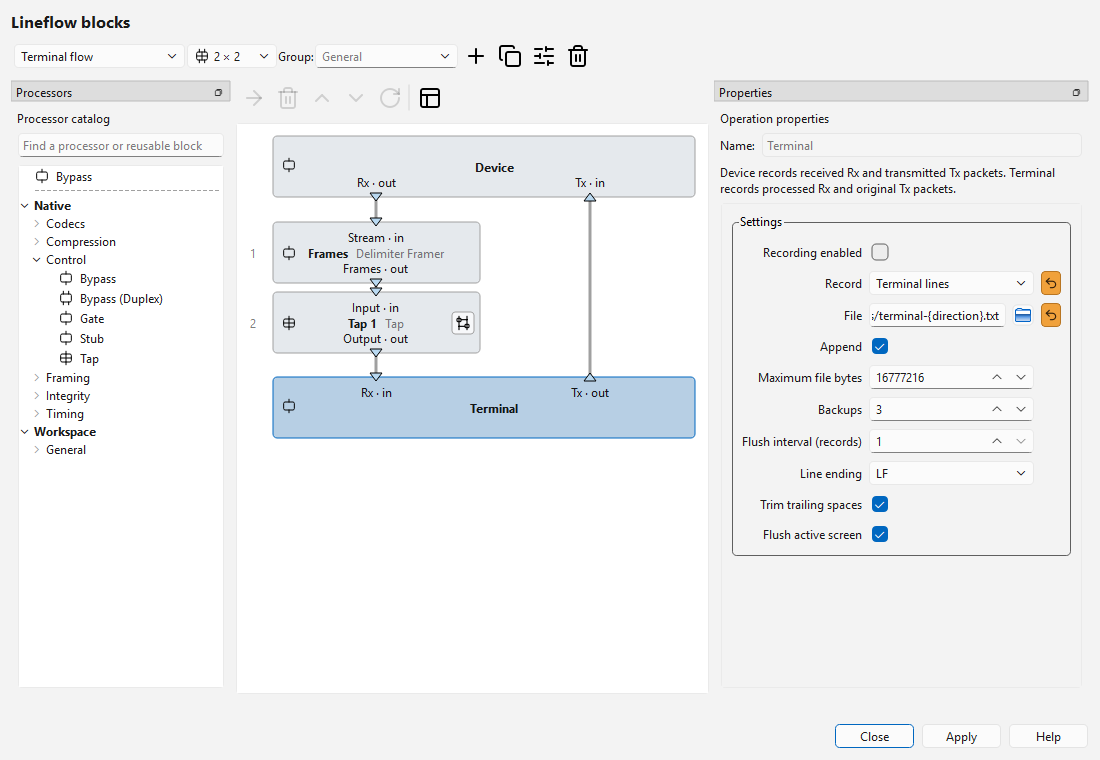 Lineflow blocks
Terminal flow
2 × 2
Group:
General
Processors
Processor catalog
Find a processor or reusable block
Bypass
Native
Codecs
Compression
Control
Bypass
Bypass (Duplex)
Gate
Stub
Tap
Framing
Integrity
Timing
Workspace
General
Device
Rx · out
Tx · in
1
Stream · in
Frames Delimiter Framer
Frames · out
2
Input · in
Tap 1 Tap
Output · out
Rx · in
Tx · out
Terminal
Properties
Operation properties
Name: Terminal
Device records received Rx and transmitted Tx packets. Terminal
records processed Rx and original Tx packets.
Settings
Recording enabled
Record Terminal lines
File s/terminal-{direction}.txt
Append
Maximum file bytes 16777216
Backups 3
Flush interval (records) 1
Line ending LF
Trim trailing spaces
Flush active screen
Close
Apply
Help